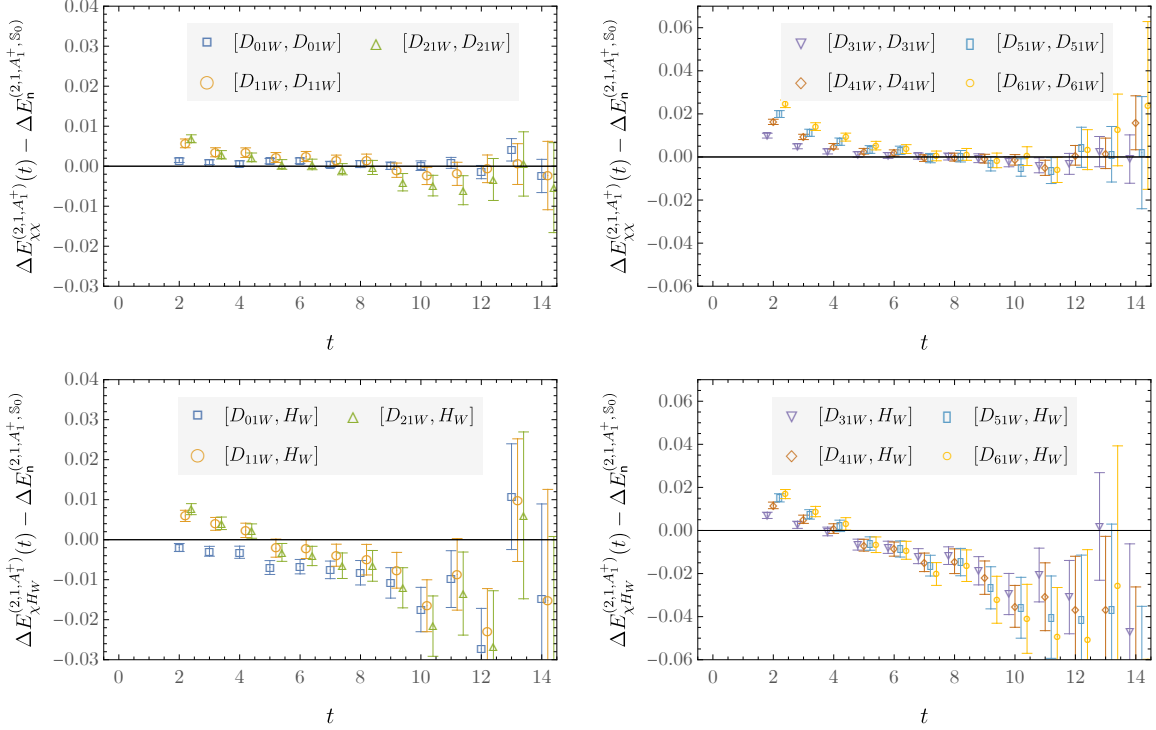 [D_{01W}, D_{01W}] [D_{21W}, D_{21W}]
[D_{11W}, D_{11W}]
ΔE_{χχ}^{(2,1,A_1^+)}(t) − ΔE_n^{(2,1,A_1^+,𝕊_0)}
0.04
0.03
0.02
0.01
0.00
−0.01
−0.02
−0.03
0 2 4 6 8 10 12 14
t
[D_{31W}, D_{31W}] [D_{51W}, D_{51W}]
[D_{41W}, D_{41W}] [D_{61W}, D_{61W}]
ΔE_{χχ}^{(2,1,A_1^+)}(t) − ΔE_n^{(2,1,A_1^+,𝕊_0)}
0.06
0.04
0.02
0.00
−0.02
−0.04
−0.06
0 2 4 6 8 10 12 14
t
[D_{01W}, H_W] [D_{21W}, H_W]
[D_{11W}, H_W]
ΔE_{χH_W}^{(2,1,A_1^+)}(t) − ΔE_n^{(2,1,A_1^+,𝕊_0)}
0.04
0.03
0.02
0.01
0.00
−0.01
−0.02
−0.03
0 2 4 6 8 10 12 14
t
[D_{31W}, H_W] [D_{51W}, H_W]
[D_{41W}, H_W] [D_{61W}, H_W]
ΔE_{χH_W}^{(2,1,A_1^+)}(t) − ΔE_n^{(2,1,A_1^+,𝕊_0)}
0.06
0.04
0.02
0.00
−0.02
−0.04
−0.06
0 2 4 6 8 10 12 14
t